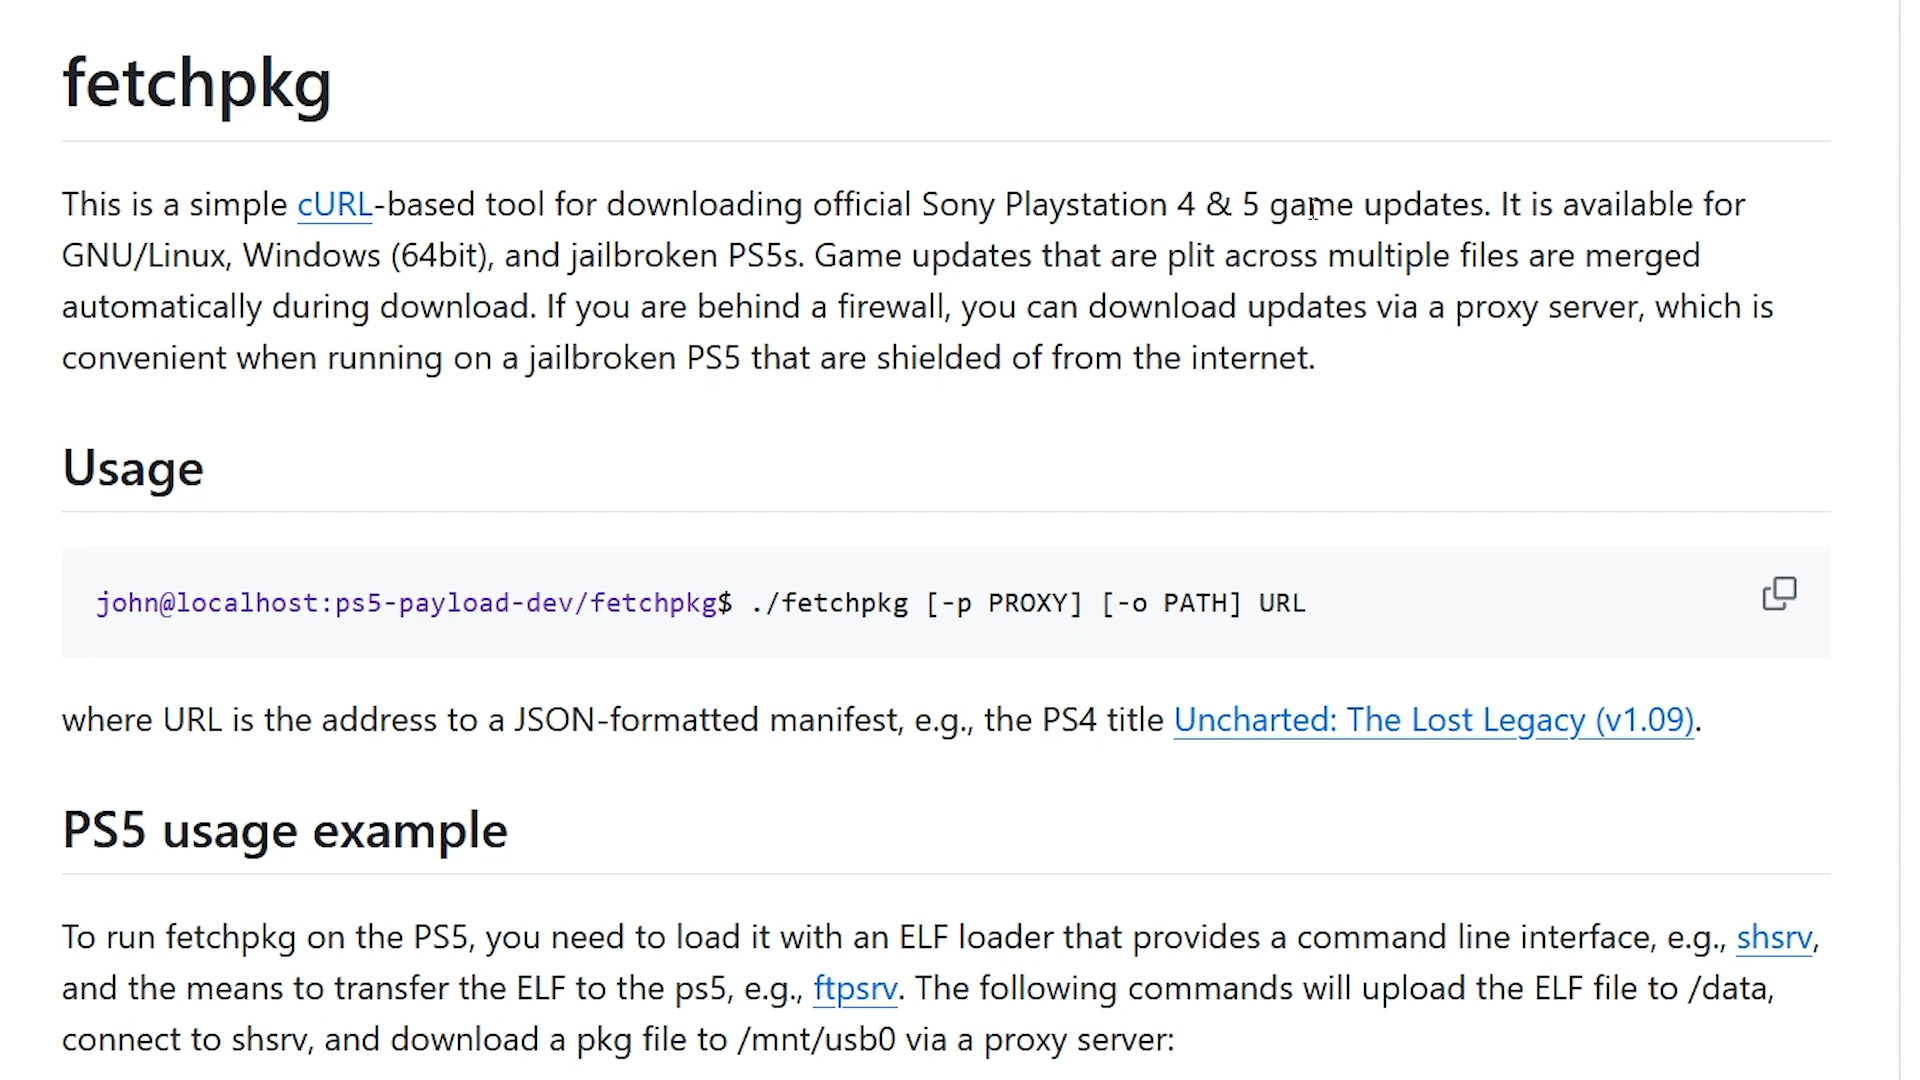 fetchpkg
This is a simple cURL-based tool for downloading official Sony Playstation 4 & 5 game updates. It is available for
GNU/Linux, Windows (64bit), and jailbroken PS5s. Game updates that are plit across multiple files are merged
automatically during download. If you are behind a firewall, you can download updates via a proxy server, which is
convenient when running on a jailbroken PS5 that are shielded of from the internet.
Usage
john@localhost:ps5-payload-dev/fetchpkg$ ./fetchpkg [-p PROXY] [-o PATH] URL
where URL is the address to a JSON-formatted manifest, e.g., the PS4 title Uncharted: The Lost Legacy (v1.09).
PS5 usage example
To run fetchpkg on the PS5, you need to load it with an ELF loader that provides a command line interface, e.g., shsrv,
and the means to transfer the ELF to the ps5, e.g., ftpsrv. The following commands will upload the ELF file to /data,
connect to shsrv, and download a pkg file to /mnt/usb0 via a proxy server: